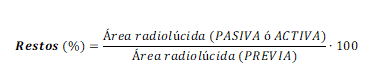 Restos (%) = Área radiolúcida (PASIVA ó ACTIVA) / Área radiolúcida (PREVIA) · 100